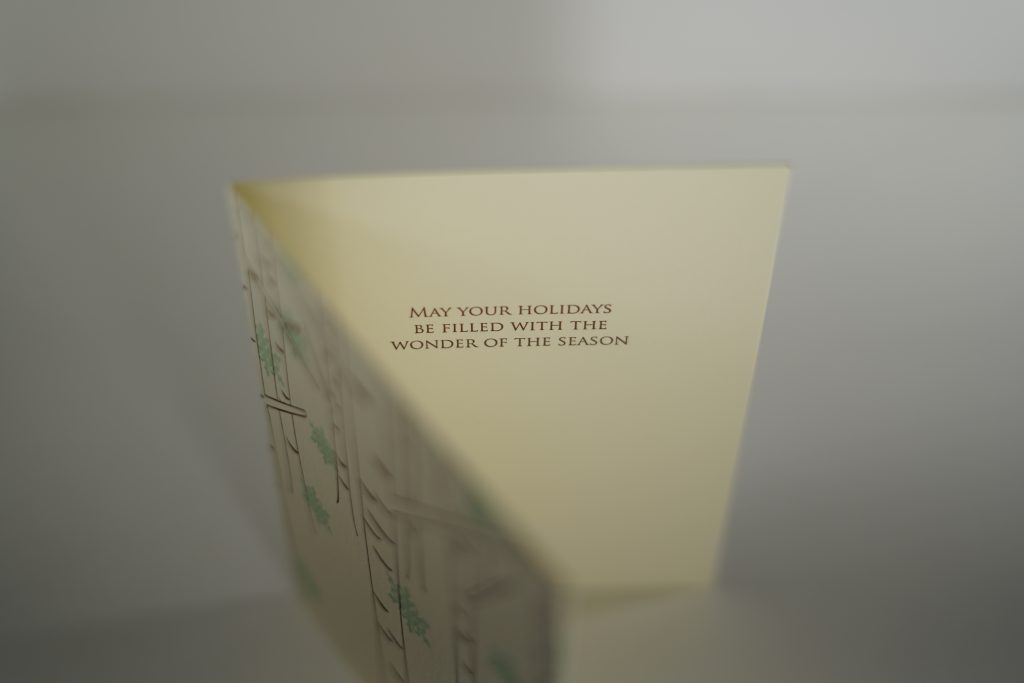 MAY YOUR HOLIDAYS
BE FILLED WITH THE
WONDER OF THE SEASON